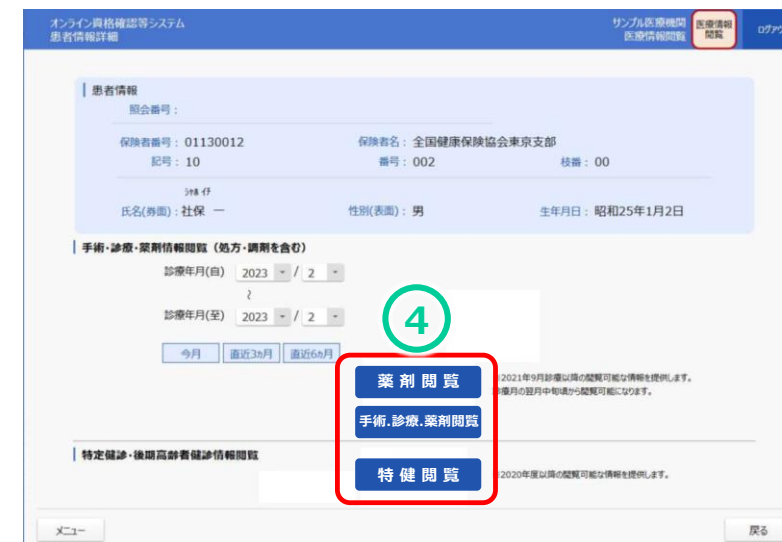 オンライン資格確認等システム
患者情報詳細
サンプル医療機関
医療情報閲覧
医療情報
閲覧
ログアウ
患者情報
照会番号：
保険者番号：01130012
保険者名：全国健康保険協会東京支部
記号：10
番号：002
枝番：00
ｼｬﾎ ｲﾁ
氏名(券面)：社保 一
性別(表面)：男
生年月日：昭和25年1月2日
手術・診療・薬剤情報閲覧（処方・調剤を含む）
診療年月(自) 2023 / 2
～
診療年月(至) 2023 / 2
④
今月 直近3カ月 直近6カ月
薬剤閲覧
2021年9月診療以降の閲覧可能な情報を提供します。
診療月の翌月中旬頃から閲覧可能になります。
手術.診療.薬剤閲覧
特定健診・後期高齢者健診情報閲覧
特健閲覧
2020年度以降の閲覧可能な情報を提供します。
メニュー
戻る